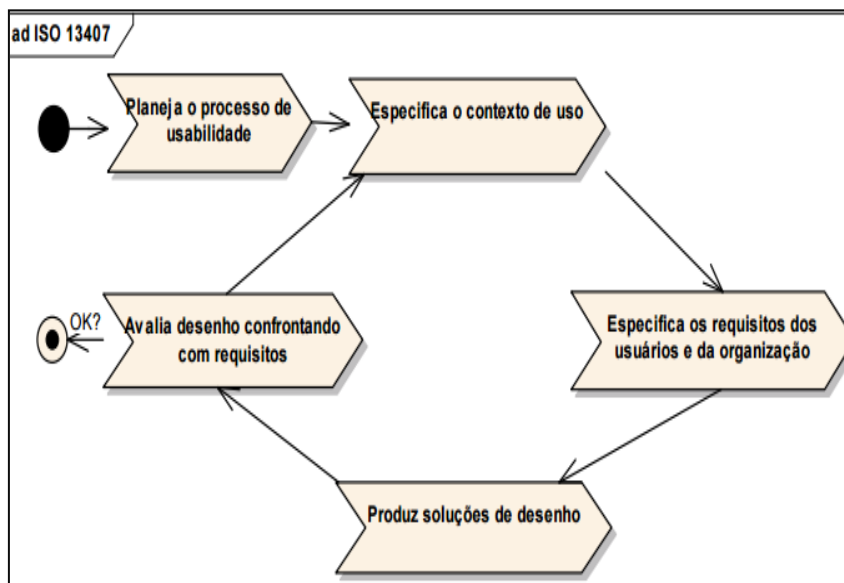 ad ISO 13407
Planeja o processo de
usabilidade
Especifica o contexto de uso
OK?
Avalia desenho confrontando
com requisitos
Especifica os requisitos dos
usuários e da organização
Produz soluções de desenho